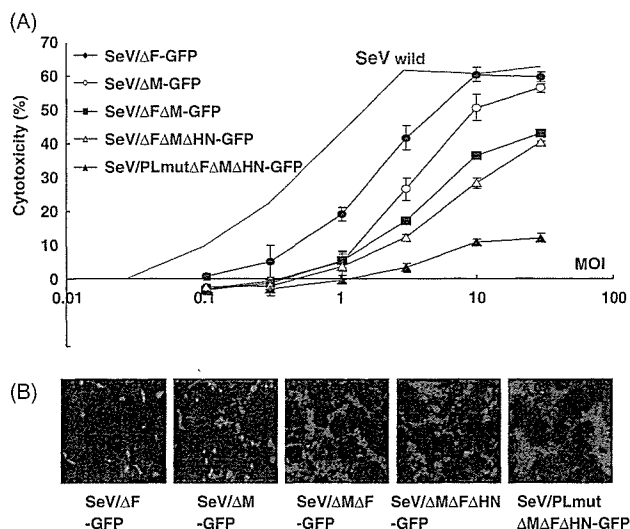 (A)
70
60
50
40
30
20
10
0
Cytotoxicity (%)
SeV/ΔF-GFP
SeV/ΔM-GFP
SeV/ΔFΔM-GFP
SeV/ΔFΔMΔHN-GFP
SeV/PLmutΔFΔMΔHN-GFP
SeV wild
MOI
0.01 0.1 1 10 100
(B)
SeV/ΔF
-GFP
SeV/ΔM
-GFP
SeV/ΔMΔF
-GFP
SeV/ΔMΔFΔHN
-GFP
SeV/PLmut
ΔMΔFΔHN-GFP